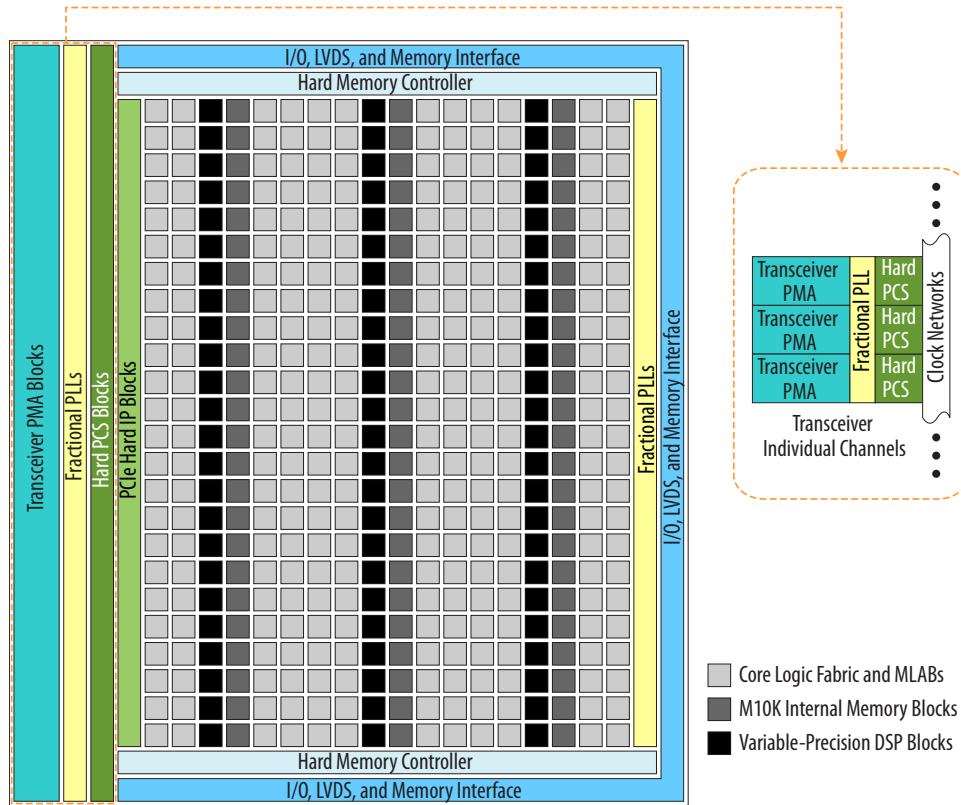 I/O, LVDS, and Memory Interface
Hard Memory Controller
Transceiver PMA Blocks
Fractional PLLs
Hard PCS Blocks
PCIe Hard IP Blocks
Fractional PLLs
I/O, LVDS, and Memory Interface
Hard Memory Controller
I/O, LVDS, and Memory Interface
Transceiver
PMA
Transceiver
PMA
Transceiver
PMA
Fractional PLL
Hard
PCS
Hard
PCS
Hard
PCS
Clock Networks
Transceiver
Individual Channels
Core Logic Fabric and MLABs
M10K Internal Memory Blocks
Variable-Precision DSP Blocks